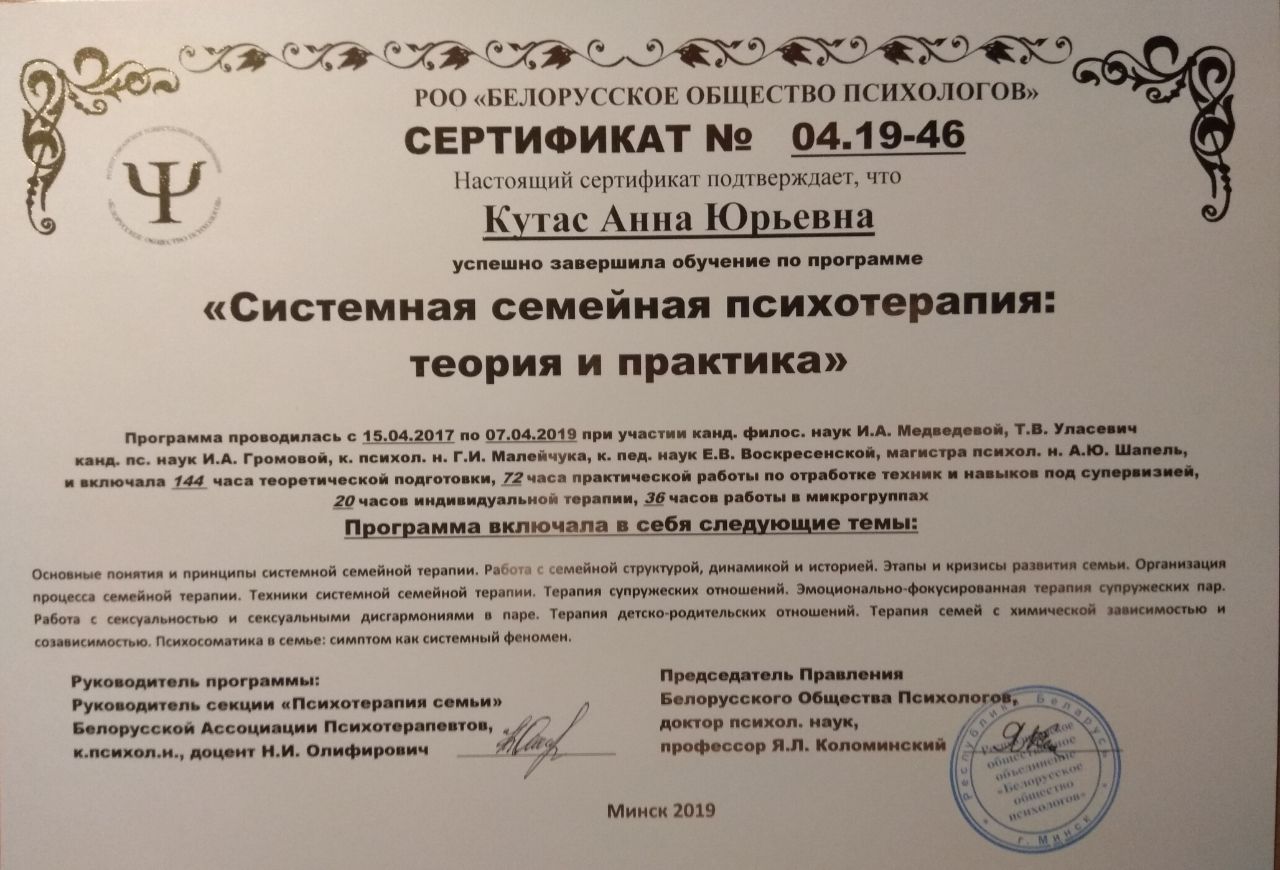 РОО «БЕЛОРУССКОЕ ОБЩЕСТВО ПСИХОЛОГОВ»
СЕРТИФИКАТ № 04.19-46
Настоящий сертификат подтверждает, что
Кутас Анна Юрьевна
успешно завершила обучение по программе
«Системная семейная психотерапия:
теория и практика»
Программа проводилась с 15.04.2017 по 07.04.2019 при участии канд. филос. наук И.А. Медведевой, Т.В. Уласевич
канд. пс. наук И.А. Громовой, к. психол. н. Г.И. Малейчука, к. пед. наук Е.В. Воскресенской, магистра психол. н. А.Ю. Шапель,
и включала 144 часа теоретической подготовки, 72 часа практической работы по отработке техник и навыков под супервизией,
20 часов индивидуальной терапии, 36 часов работы в микрогруппах
Программа включала в себя следующие темы:
Основные понятия и принципы системной семейной терапии. Работа с семейной структурой, динамикой и историей. Этапы и кризисы развития семьи. Организация
процесса семейной терапии. Техники системной семейной терапии. Терапия супружеских отношений. Эмоционально-фокусированная терапия супружеских пар.
Работа с сексуальностью и сексуальными дисгармониями в паре. Терапия детско-родительских отношений. Терапия семей с химической зависимостью и
созависимостью. Психосоматика в семье: симптом как системный феномен.
Руководитель программы:
Руководитель секции «Психотерапия семьи»
Белорусской Ассоциации Психотерапевтов,
к.психол.н., доцент Н.И. Олифирович
Председатель Правления
Белорусского Общества Психологов,
доктор психол. наук,
профессор Я.Л. Коломинский
Республика Беларусь
общественное
объединение
«Белорусское
общество
психологов»
г. Минск
Минск 2019